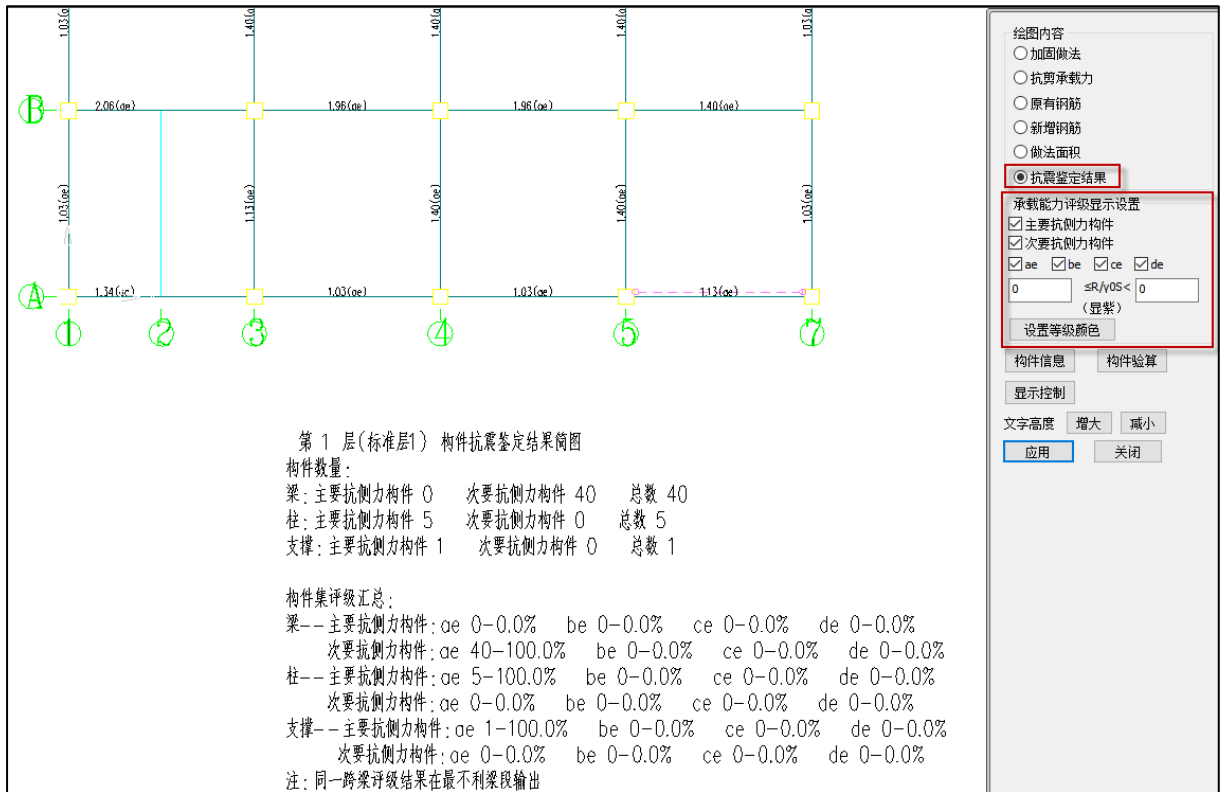 1.03(a
1.40(a
1.40(a
1.40(a
1.03(a
B
2.06(ae)
1.96(ae)
1.96(ae)
1.40(ae)
1.03(ae)
1.13(ae)
1.40(ae)
1.40(ae)
1.03(ae)
A
1.03(ae)
1.03(ae)
1.13(ae)
1
2
3
4
5
7
第 1 层(标准层1) 构件抗震鉴定结果简图
构件数量:
梁:主要抗侧力构件 0 次要抗侧力构件 40 总数 40
柱:主要抗侧力构件 5 次要抗侧力构件 0 总数 5
支撑:主要抗侧力构件 1 次要抗侧力构件 0 总数 1
构件集评级汇总:
梁--主要抗侧力构件:ae 0-0.0% be 0-0.0% ce 0-0.0% de 0-0.0%
次要抗侧力构件:ae 40-100.0% be 0-0.0% ce 0-0.0% de 0-0.0%
柱--主要抗侧力构件:ae 5-100.0% be 0-0.0% ce 0-0.0% de 0-0.0%
次要抗侧力构件:ae 0-0.0% be 0-0.0% ce 0-0.0% de 0-0.0%
支撑--主要抗侧力构件:ae 1-100.0% be 0-0.0% ce 0-0.0% de 0-0.0%
次要抗侧力构件:ae 0-0.0% be 0-0.0% ce 0-0.0% de 0-0.0%
注:同一跨梁评级结果在最不利梁段输出
绘图内容
加固做法
抗剪承载力
原有钢筋
新增钢筋
做法面积
抗震鉴定结果
承载能力评级显示设置
主要抗侧力构件
次要抗侧力构件
ae be ce de
0 ≤R/γ0S< 0
(显紫)
设置等级颜色
构件信息 构件验算
显示控制
文字高度 增大 减小
应用 关闭